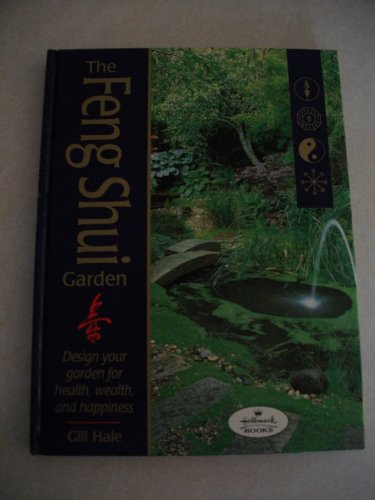 The
Feng Shui
Garden
Design your
garden for
health, wealth,
and happiness
Gill Hale
Hallmark
BOOKS